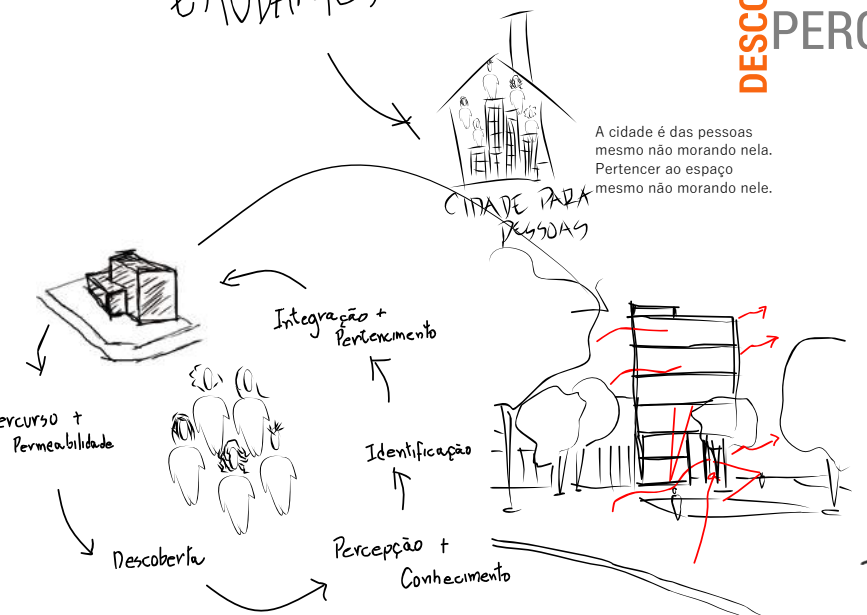 DESCO
PERC
A cidade é das pessoas
mesmo não morando nela.
Pertencer ao espaço
mesmo não morando nele.
CIDADE PARA
PESSOAS
Integração +
Pertencimento
ercurso +
Permeabilidade
Identificação
Descoberta
Percepção +
Conhecimento